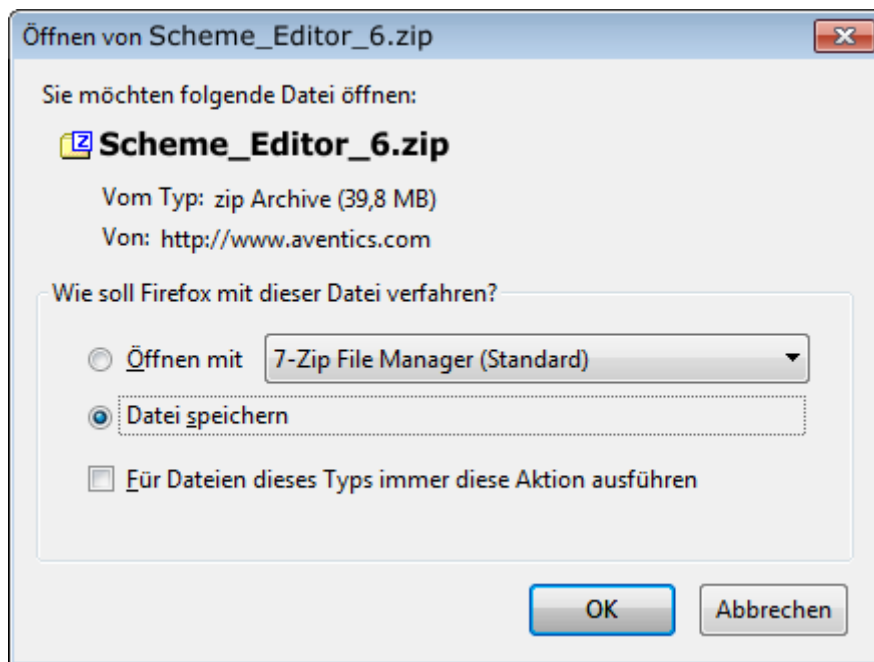 Öffnen von Scheme_Editor_6.zip
Sie möchten folgende Datei öffnen:
Scheme_Editor_6.zip
Vom Typ: zip Archive (39,8 MB)
Von: http://www.aventics.com
Wie soll Firefox mit dieser Datei verfahren?
Öffnen mit 7-Zip File Manager (Standard)
Datei speichern
Für Dateien dieses Typs immer diese Aktion ausführen
OK Abbrechen